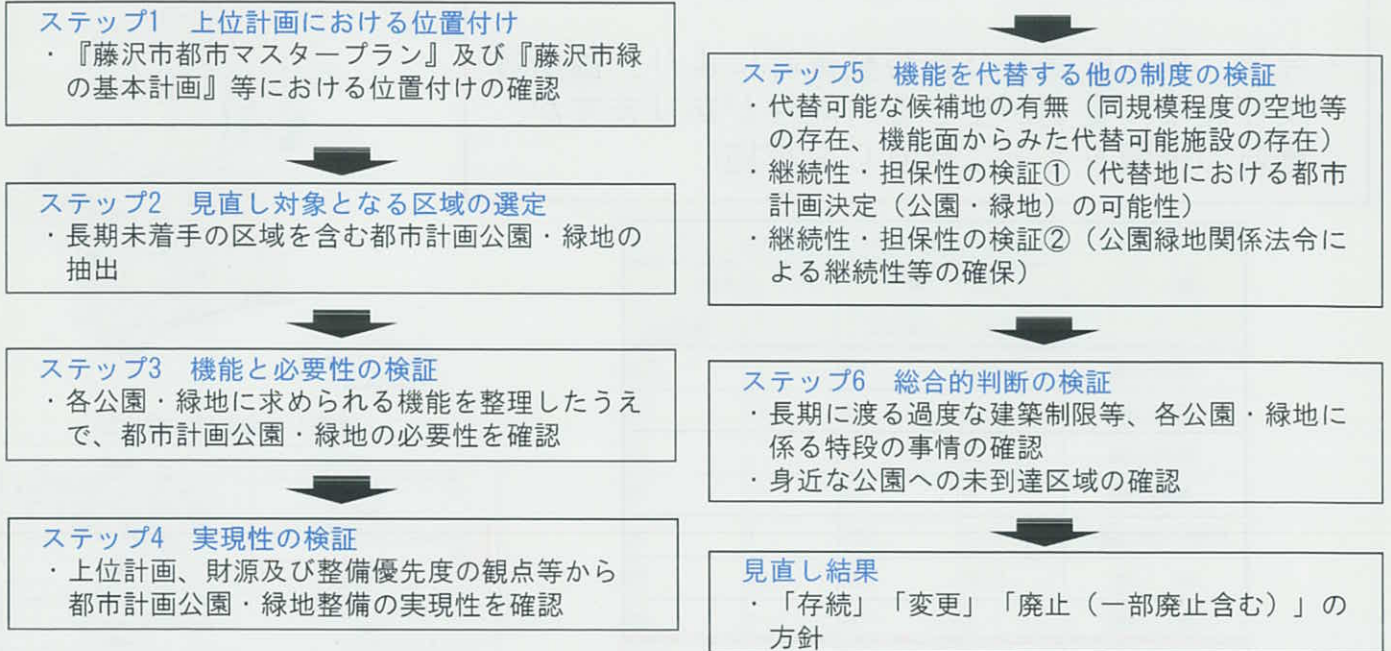 ステップ1 上位計画における位置付け
・『藤沢市都市マスタープラン』及び『藤沢市緑
の基本計画』等における位置付けの確認
ステップ2 見直し対象となる区域の選定
・長期未着手の区域を含む都市計画公園・緑地の
抽出
ステップ3 機能と必要性の検証
・各公園・緑地に求められる機能を整理したうえ
で、都市計画公園・緑地の必要性を確認
ステップ4 実現性の検証
・上位計画、財源及び整備優先度の観点等から
都市計画公園・緑地整備の実現性を確認
ステップ5 機能を代替する他の制度の検証
・代替可能な候補地の有無（同規模程度の空地等
の存在、機能面からみた代替可能施設の存在）
・継続性・担保性の検証①（代替地における都市
計画決定（公園・緑地）の可能性）
・継続性・担保性の検証②（公園緑地関係法令に
よる継続性等の確保）
ステップ6 総合的判断の検証
・長期に渡る過度な建築制限等、各公園・緑地に
係る特段の事情の確認
・身近な公園への未到達区域の確認
見直し結果
・「存続」「変更」「廃止（一部廃止含む）」の
方針